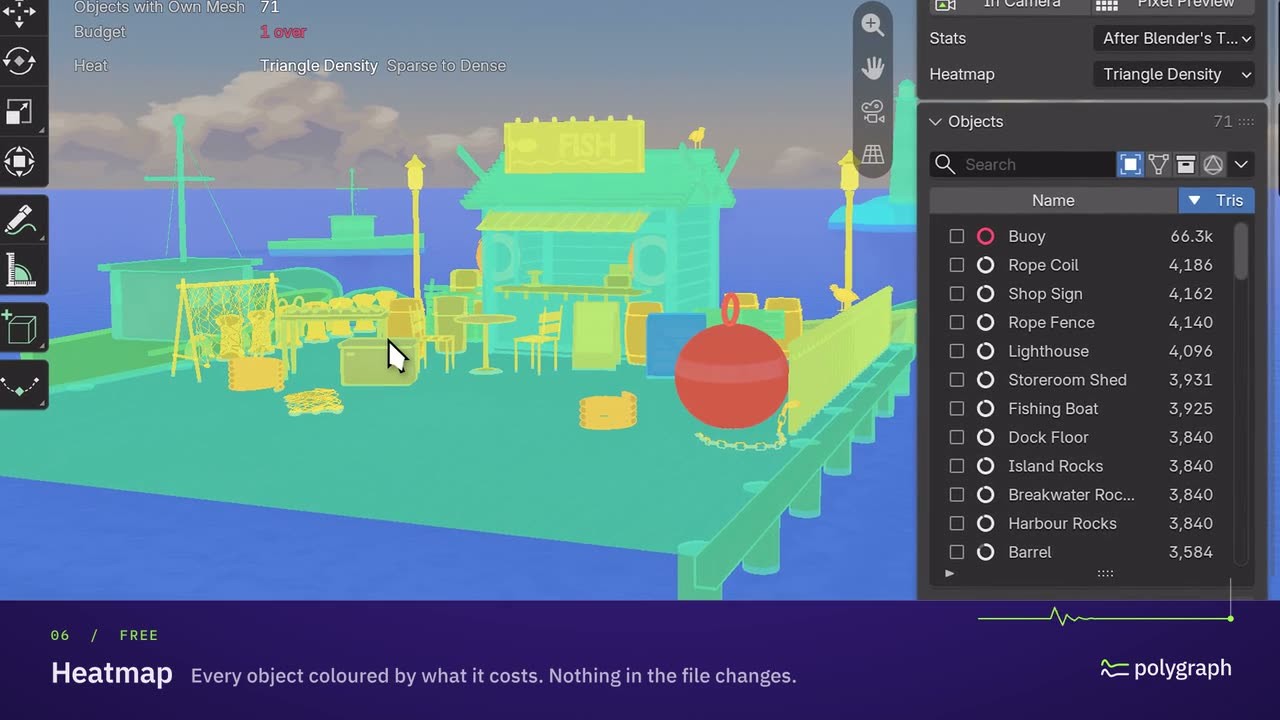 Objects with Own Mesh 71
Budget 1 over
Heat Triangle Density Sparse to Dense
FISH
In Camera Pixel Preview
Stats After Blender's T...
Heatmap Triangle Density
Objects 71
Search
Name Tris
Buoy 66.3k
Rope Coil 4,186
Shop Sign 4,162
Rope Fence 4,140
Lighthouse 4,096
Storeroom Shed 3,931
Fishing Boat 3,925
Dock Floor 3,840
Island Rocks 3,840
Breakwater Roc... 3,840
Harbour Rocks 3,840
Barrel 3,584
06 / FREE
Heatmap Every object coloured by what it costs. Nothing in the file changes.
polygraph